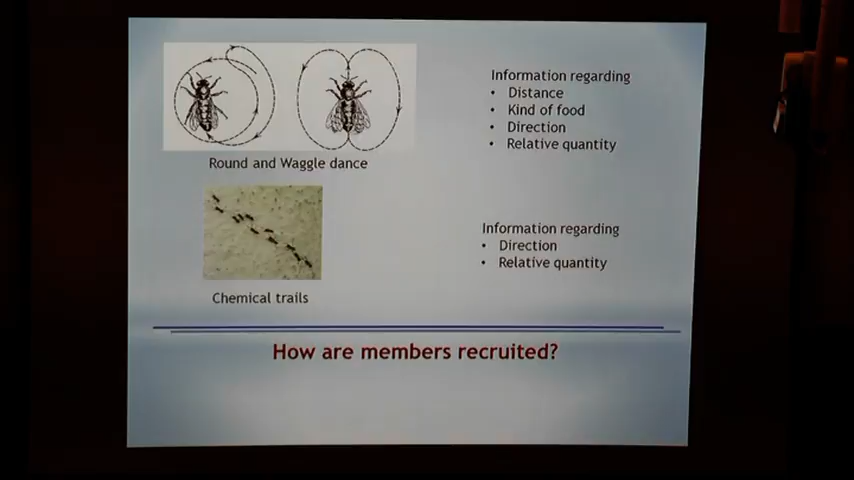 Information regarding
• Distance
• Kind of food
• Direction
• Relative quantity
Round and Waggle dance
Information regarding
• Direction
• Relative quantity
Chemical trails
How are members recruited?